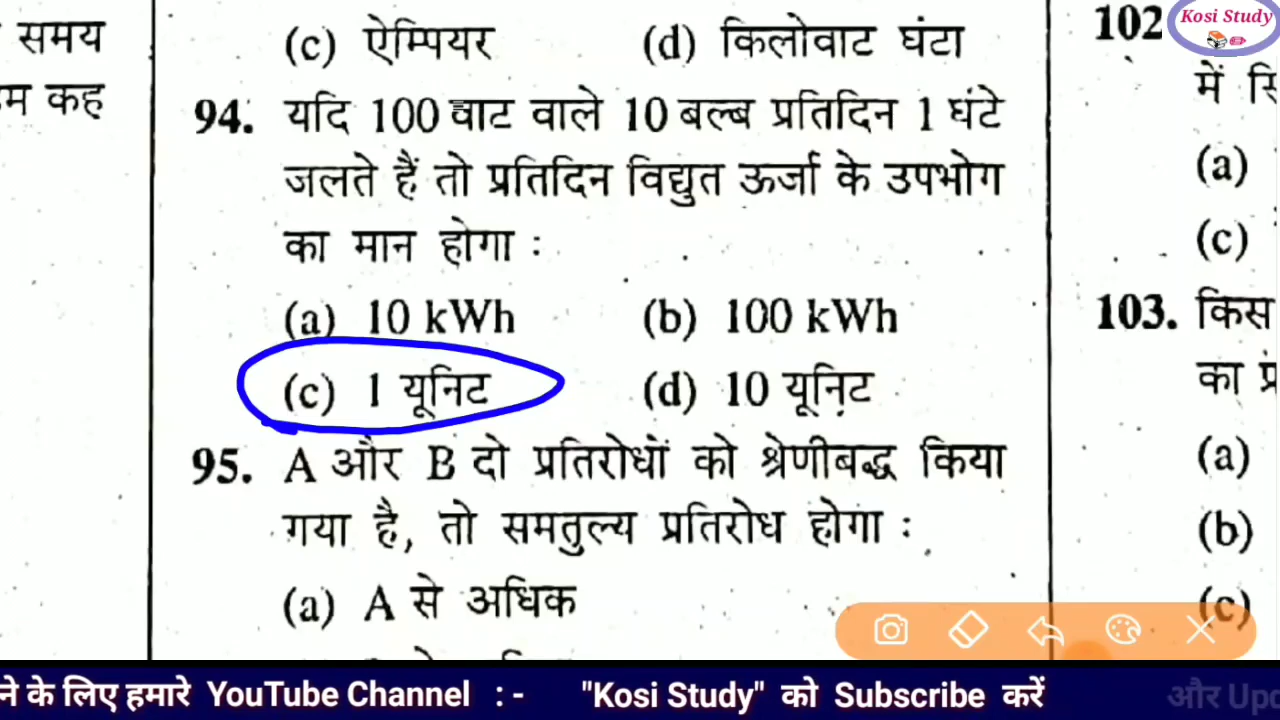 समय
म कह
(c) ऐम्पियर (d) किलोवाट घंटा
94. यदि 100 वाट वाले 10 बल्ब प्रतिदिन 1 घंटे
जलते हैं तो प्रतिदिन विद्युत ऊर्जा के उपभोग
का मान होगा :
(a) 10 kWh (b) 100 kWh
(c) 1 यूनिट (d) 10 यूनिट
95. A और B दो प्रतिरोधों को श्रेणीबद्ध किया
गया है, तो समतुल्य प्रतिरोध होगा :
(a) A से अधिक
102
में
(a)
(c)
103. किस
का
(a)
(b)
(c)
Kosi Study
ने के लिए हमारे YouTube Channel : - "Kosi Study" को Subscribe करें और